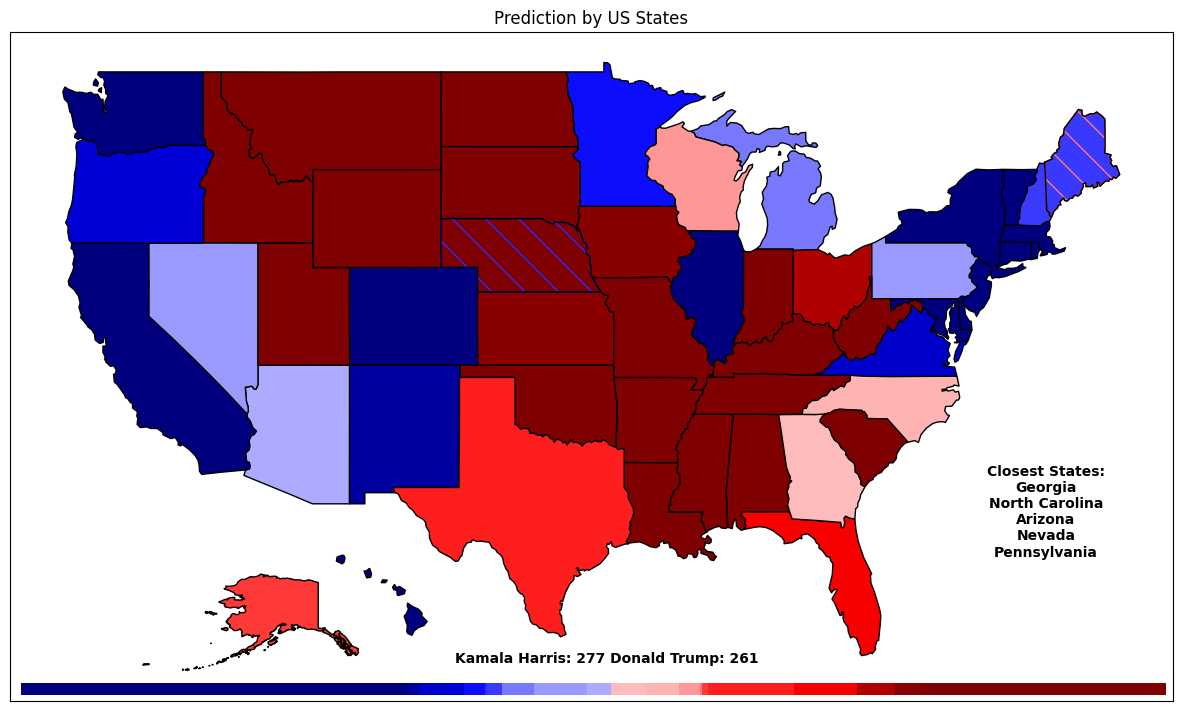 Prediction by US States
Closest States:
Georgia
North Carolina
Arizona
Nevada
Pennsylvania
Kamala Harris: 277 Donald Trump: 261